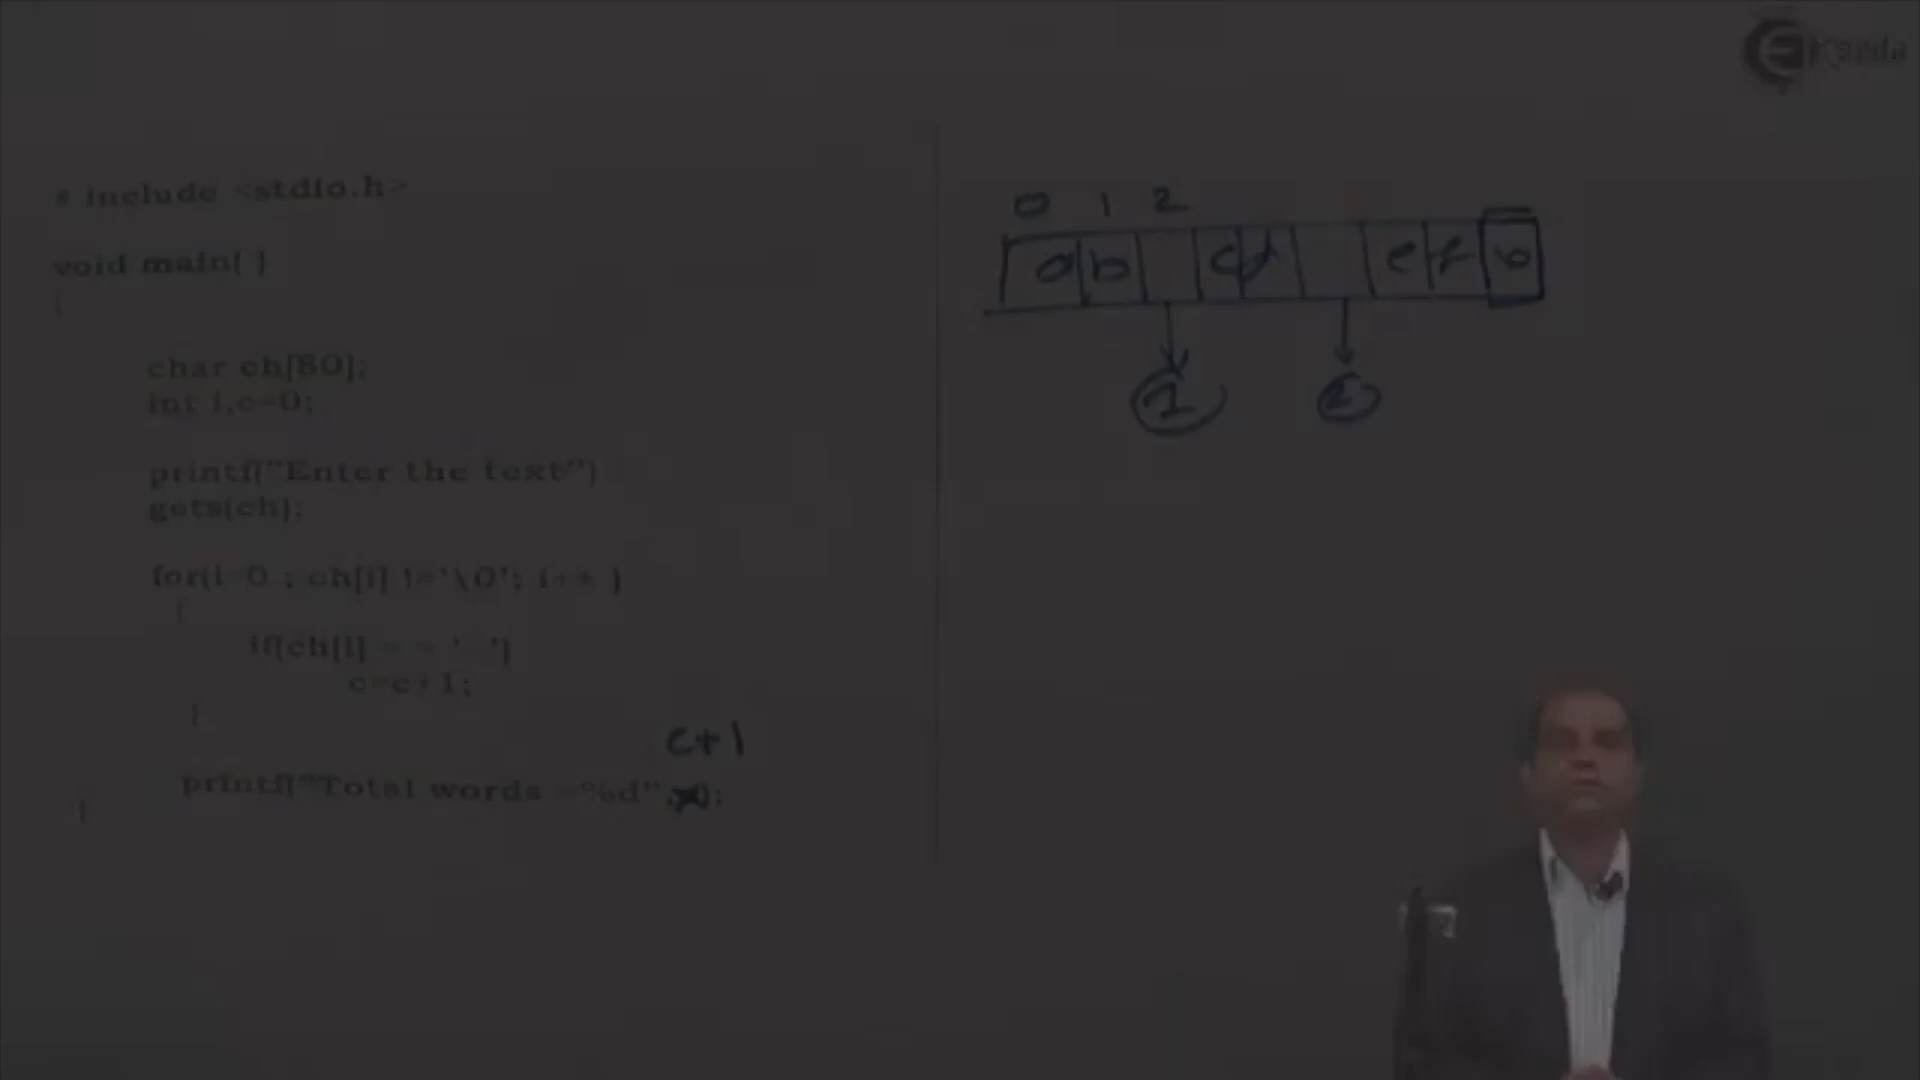 Keeda
# include <stdio.h>
void main( )
{
char ch[80];
int i,c=0;
printf("Enter the text")
gets(ch);
for(i=0 ; ch[i] !='\0'; i++ )
{
if(ch[i] = = ' ')
c=c+1;
}
c+1
printf("Total words =%d", );
}
0 1 2
a b c d e f \0
1 2